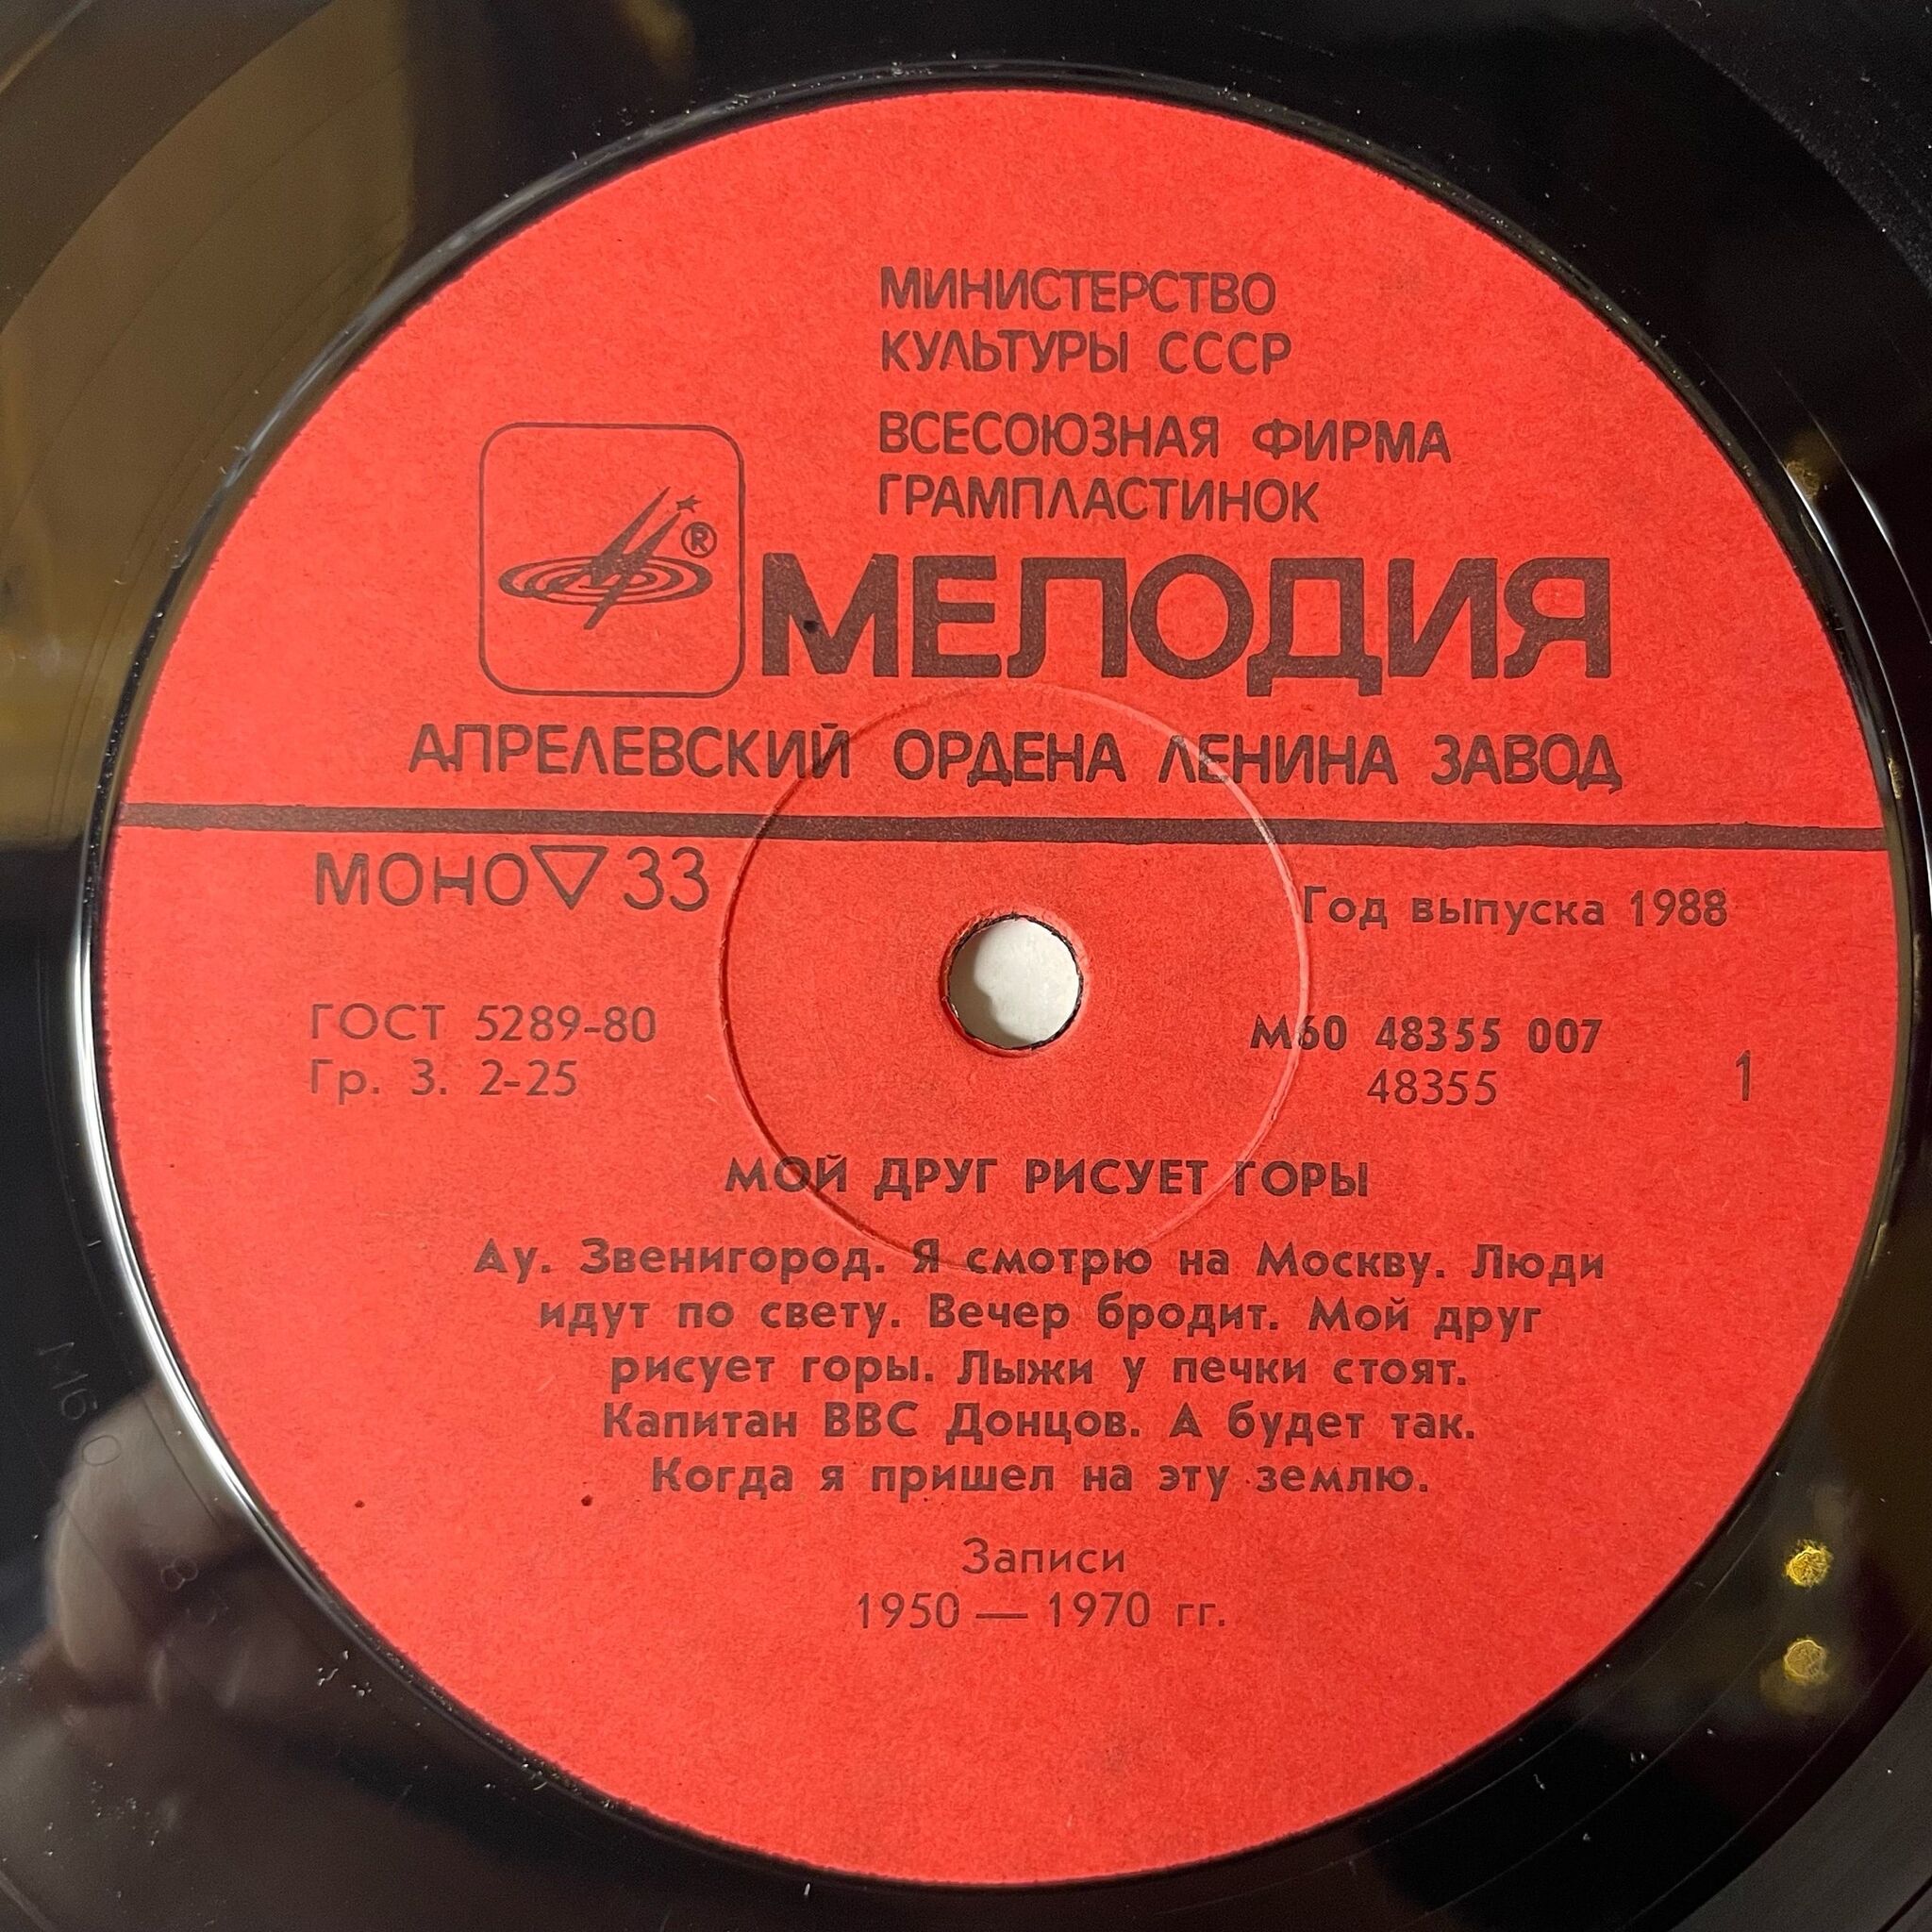 МИНИСТЕРСТВО
КУЛЬТУРЫ СССР
ВСЕСОЮЗНАЯ ФИРМА
ГРАМПЛАСТИНОК
®
МЕЛОДИЯ
АПРЕЛЕВСКИЙ ОРДЕНА ЛЕНИНА ЗАВОД
МОНО ▽ 33
Год выпуска 1988
ГОСТ 5289-80
Гр. 3. 2-25
М60 48355 007
48355
1
МОЙ ДРУГ РИСУЕТ ГОРЫ
Ау. Звенигород. Я смотрю на Москву. Люди
идут по свету. Вечер бродит. Мой друг
рисует горы. Лыжи у печки стоят.
Капитан ВВС Донцов. А будет так.
Когда я пришел на эту землю.
Записи
1950 — 1970 гг.